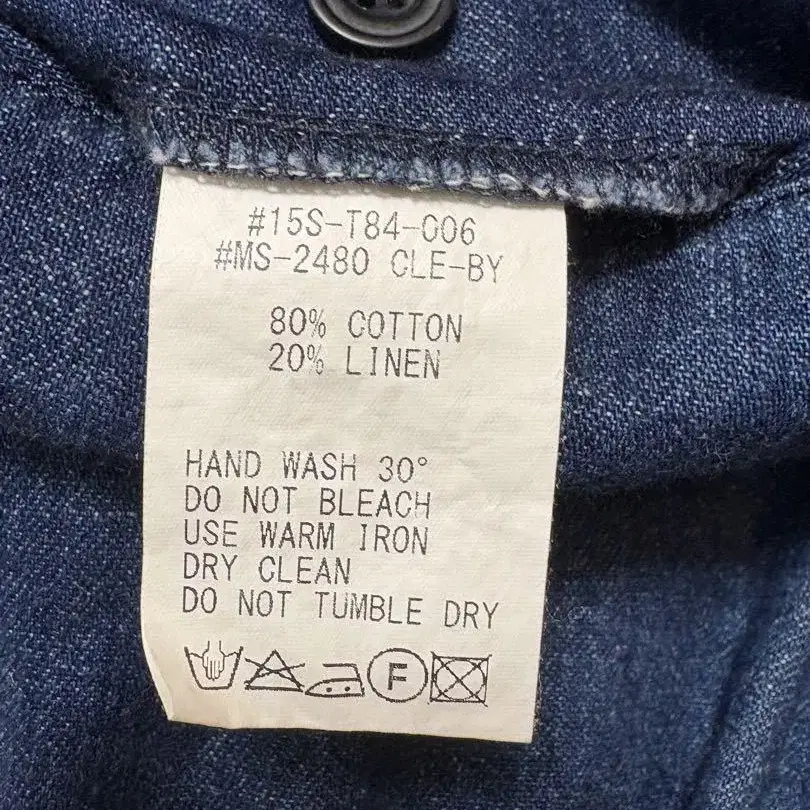 #15S-T84-006
#MS-2480 CLE-BY
80% COTTON
20% LINEN
HAND WASH 30°
DO NOT BLEACH
USE WARM IRON
DRY CLEAN
DO NOT TUMBLE DRY
F